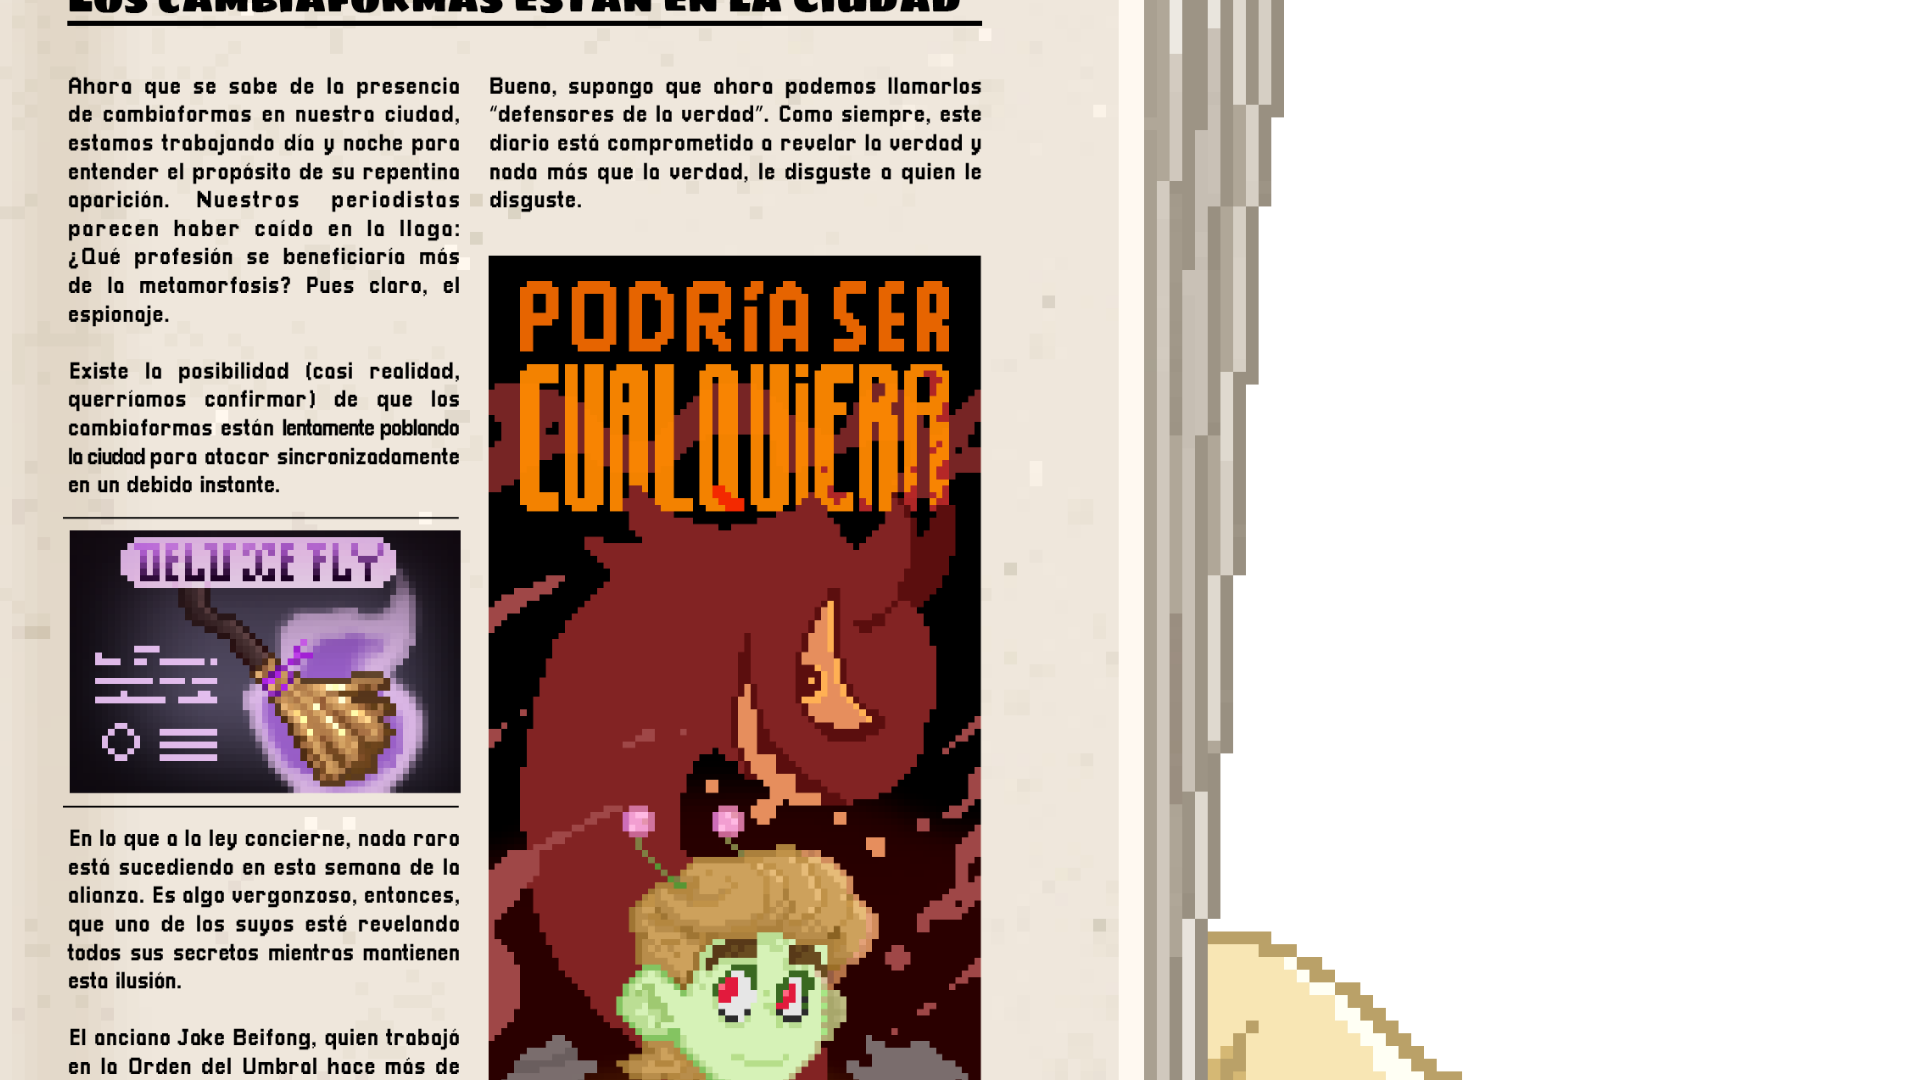 LOS CAMBIAFORMAS ESTÁN EN LA CIUDAD
Ahora que se sabe de la presencia
de cambiaformas en nuestra ciudad,
estamos trabajando día y noche para
entender el propósito de su repentina
aparición. Nuestros periodistas
parecen haber caído en la llaga:
¿Qué profesión se beneficiaría más
de la metamorfosis? Pues claro, el
espionaje.
Existe la posibilidad (casi realidad,
querríamos confirmar) de que los
cambiaformas están lentamente poblando
la ciudad para atacar sincronizadamente
en un debido instante.
DELUXE FLY
En lo que a la ley concierne, nada raro
está sucediendo en esta semana de la
alianza. Es algo vergonzoso, entonces,
que uno de los suyos esté revelando
todos sus secretos mientras mantienen
esta ilusión.
El anciano Jake Beifong, quien trabajó
en la Orden del Umbral hace más de
Bueno, supongo que ahora podemos llamarlos
"defensores de la verdad". Como siempre, este
diario está comprometido a revelar la verdad y
nada más que la verdad, le disguste a quien le
disguste.
PODRÍA SER
CUALQUIERA